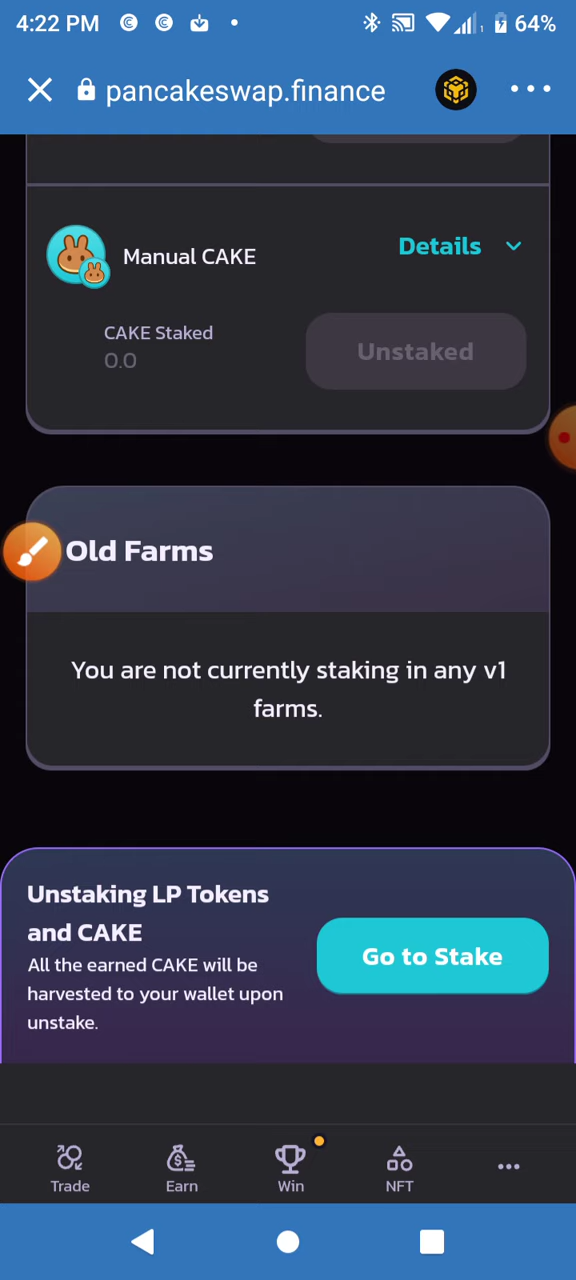 4:22 PM
64%
pancakeswap.finance
Manual CAKE
Details
CAKE Staked
0.0
Unstaked
Old Farms
You are not currently staking in any v1
farms.
Unstaking LP Tokens
and CAKE
All the earned CAKE will be
harvested to your wallet upon
unstake.
Go to Stake
Trade
Earn
Win
NFT